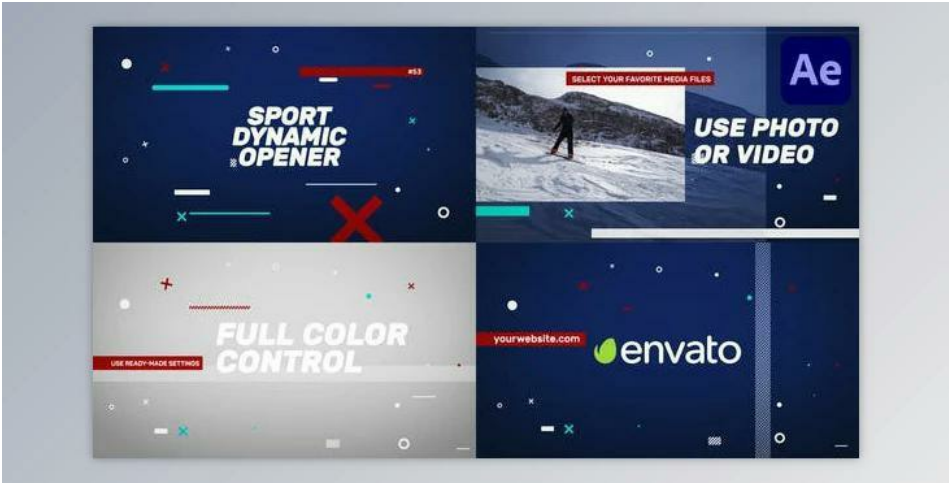 #53
SPORT
DYNAMIC
OPENER
SELECT YOUR FAVORITE MEDIA FILES
Ae
USE PHOTO
OR VIDEO
FULL COLOR
CONTROL
USE READY-MADE SETTINGS
yourwebsite.com
envato